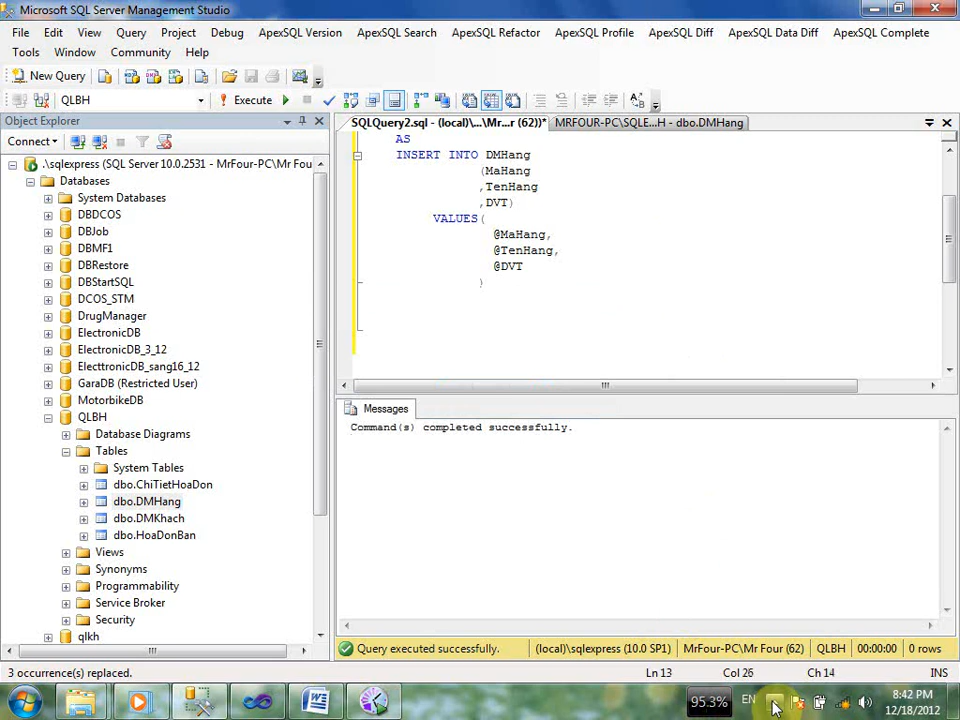 Microsoft SQL Server Management Studio
File Edit View Query Project Debug ApexSQL Version ApexSQL Search ApexSQL Refactor ApexSQL Profile ApexSQL Diff ApexSQL Data Diff ApexSQL Complete
Tools Window Community Help
New Query
QLBH Execute
Object Explorer
SQLQuery2.sql - (local)\...\Mr...r (62))* MRFOUR-PC\SQLE...H - dbo.DMHang
Connect
.\sqlexpress (SQL Server 10.0.2531 - MrFour-PC\Mr Fou
Databases
System Databases
DBDCOS
DBJob
DBMF1
DBRestore
DBStartSQL
DCOS_STM
DrugManager
ElectronicDB
ElectronicDB_3_12
ElecttronicDB_sang16_12
GaraDB (Restricted User)
MotorbikeDB
QLBH
Database Diagrams
Tables
System Tables
dbo.ChiTietHoaDon
dbo.DMHang
dbo.DMKhach
dbo.HoaDonBan
Views
Synonyms
Programmability
Service Broker
Security
qlkh
AS
INSERT INTO DMHang
(MaHang
,TenHang
,DVT)
VALUES(
@MaHang,
@TenHang,
@DVT
)
Messages
Command(s) completed successfully.
Query executed successfully. (local)\sqlexpress (10.0 SP1) MrFour-PC\Mr Four (62) QLBH 00:00:00 0 rows
3 occurrence(s) replaced. Ln 13 Col 26 Ch 14 INS
95.3% EN 8:42 PM
12/18/2012